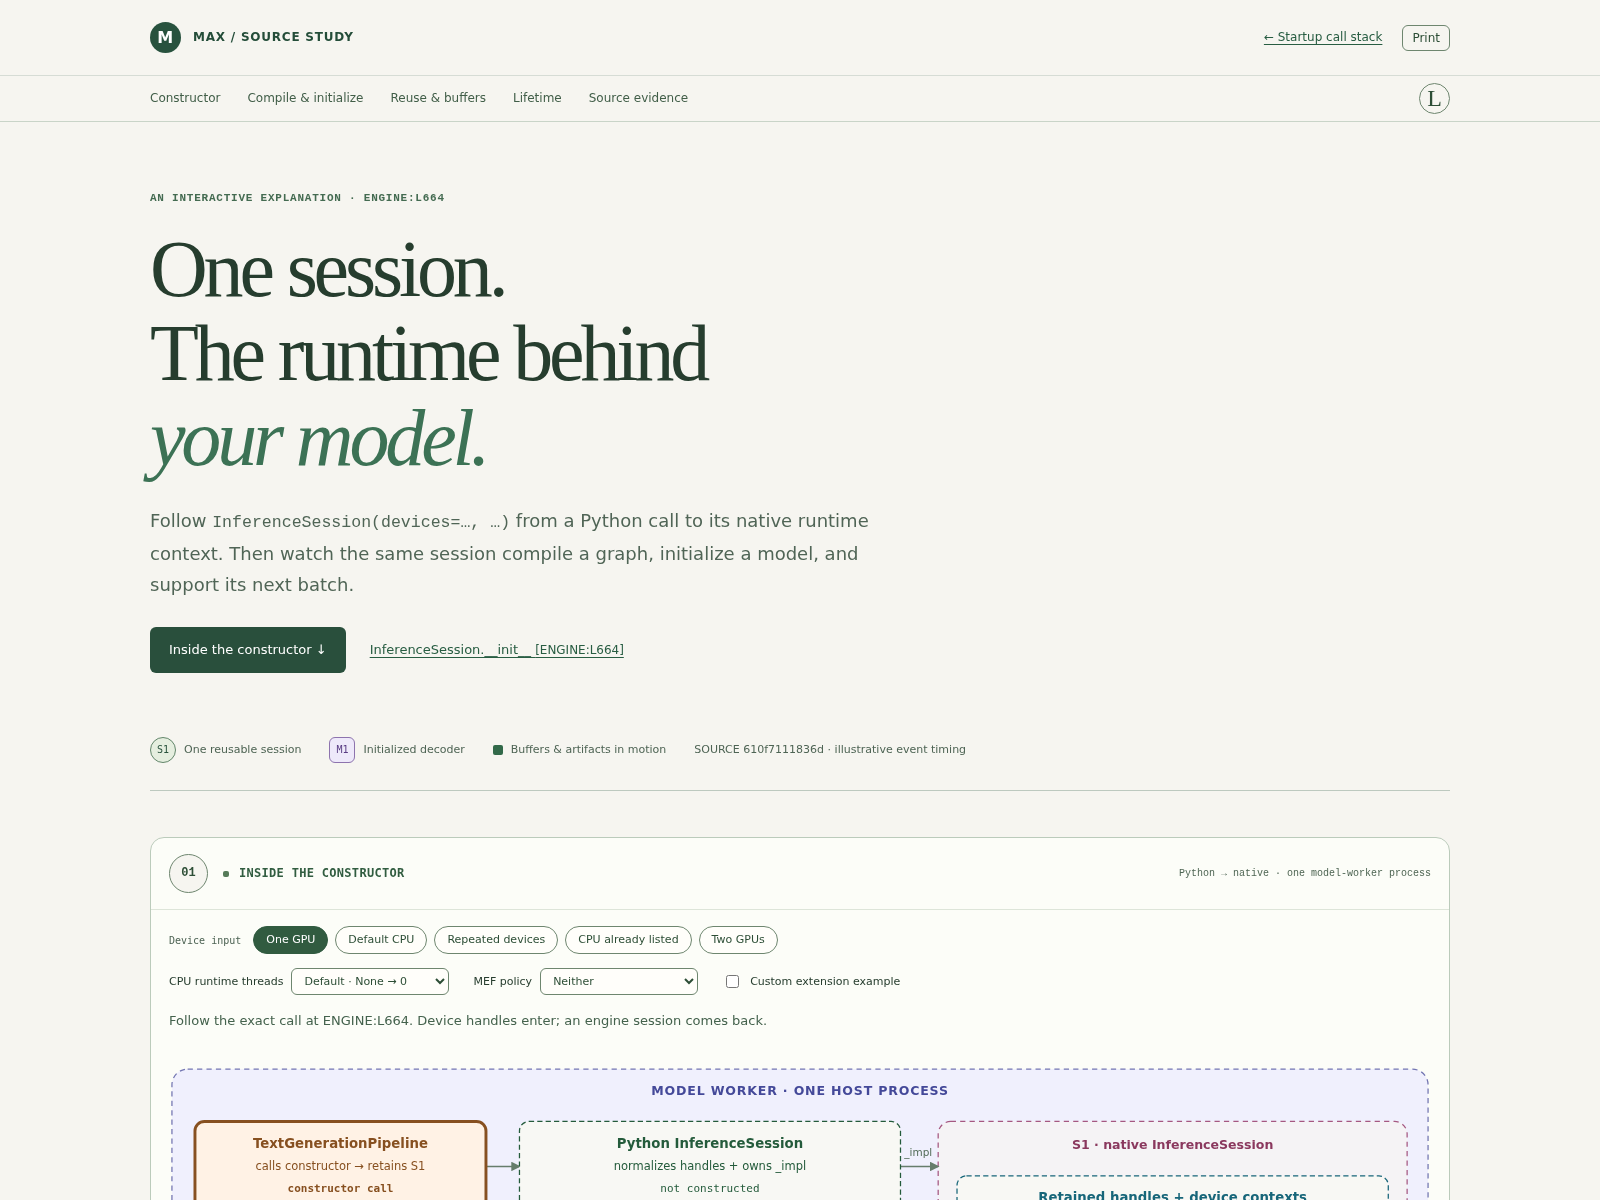 M MAX / SOURCE STUDY
← Startup call stack
Print
Constructor Compile & initialize Reuse & buffers Lifetime Source evidence
L
AN INTERACTIVE EXPLANATION · ENGINE:L664
One session.
The runtime behind
your model.
Follow InferenceSession(devices=…, …) from a Python call to its native runtime
context. Then watch the same session compile a graph, initialize a model, and
support its next batch.
Inside the constructor ↓
InferenceSession.__init__ [ENGINE:L664]
S1 One reusable session M1 Initialized decoder Buffers & artifacts in motion SOURCE 610f7111836d · illustrative event timing
01 INSIDE THE CONSTRUCTOR
Python → native · one model-worker process
Device input One GPU Default CPU Repeated devices CPU already listed Two GPUs
CPU runtime threads Default · None → 0 MEF policy Neither Custom extension example
Follow the exact call at ENGINE:L664. Device handles enter; an engine session comes back.
MODEL WORKER · ONE HOST PROCESS
TextGenerationPipeline
calls constructor → retains S1
constructor call
Python InferenceSession
normalizes handles + owns _impl
not constructed
_impl
S1 · native InferenceSession
Retained handles + device contexts